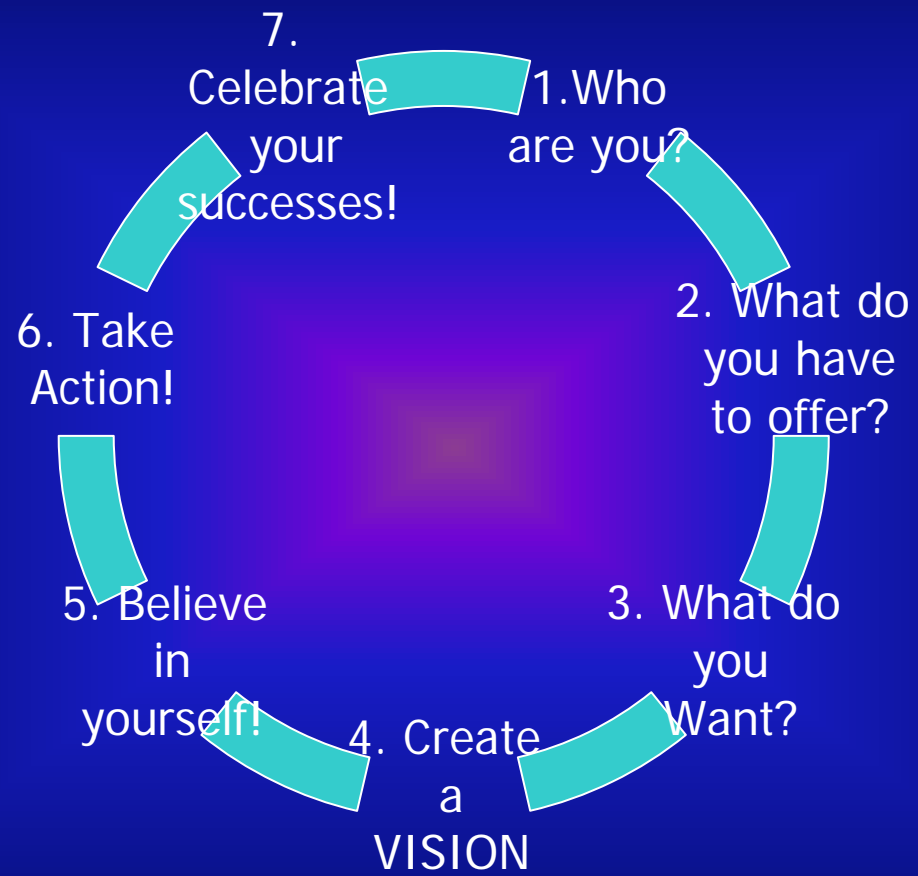 1.Who
are you?
2. What do
you have
to offer?
3. What do
you
Want?
4. Create
a
VISION
5. Believe
in
yourself!
6. Take
Action!
7.
Celebrate
your
successes!